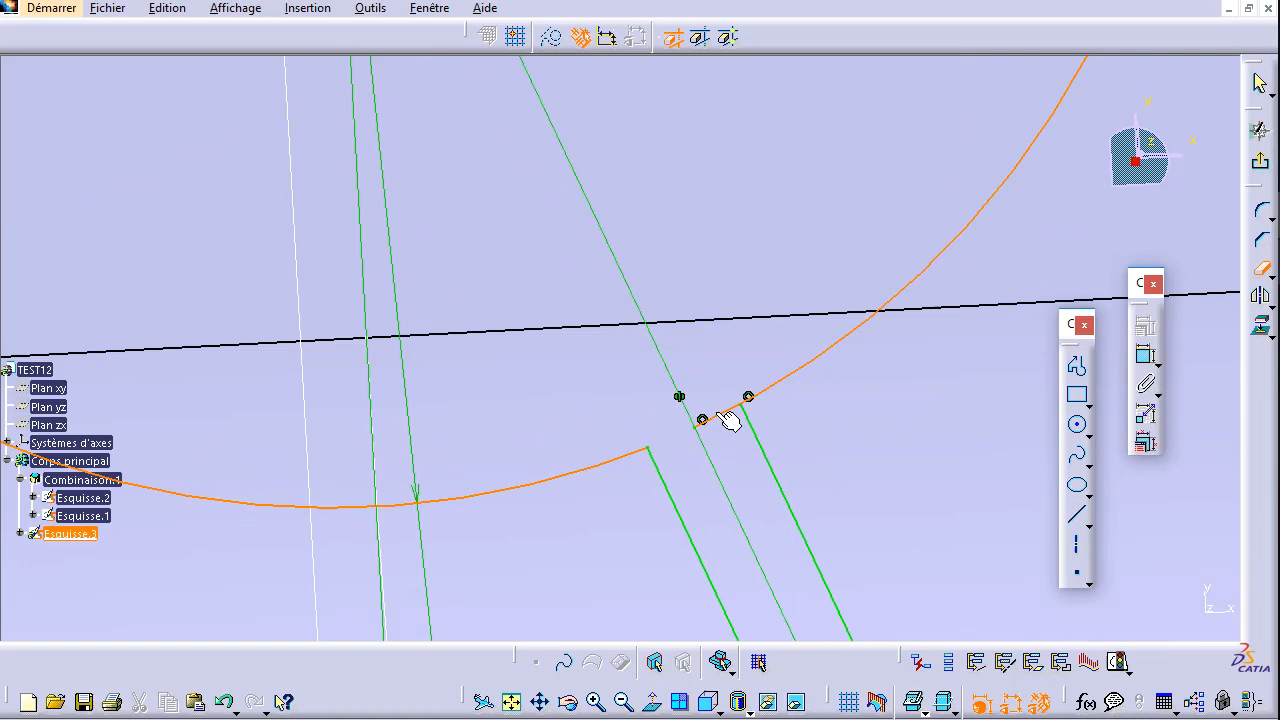 Démarrer Fichier Edition Affichage Insertion Outils Fenêtre Aide
y
x
C x
C x
TEST12
Plan xy
Plan yz
Plan zx
Systèmes d'axes
Corps principal
Combinaison.1
Esquisse.2
Esquisse.1
Esquisse.3
y
z x
CATIA
f(x)